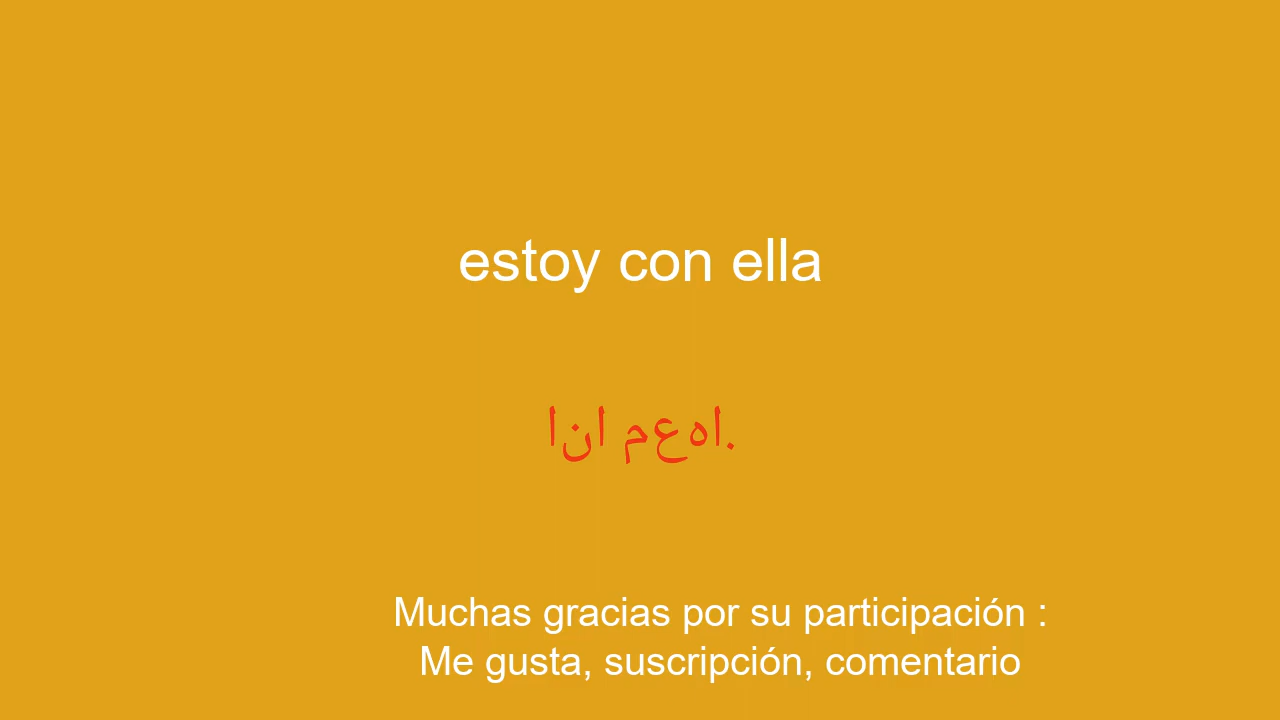 estoy con ella
انا معها.
Muchas gracias por su participación :
Me gusta, suscripción, comentario